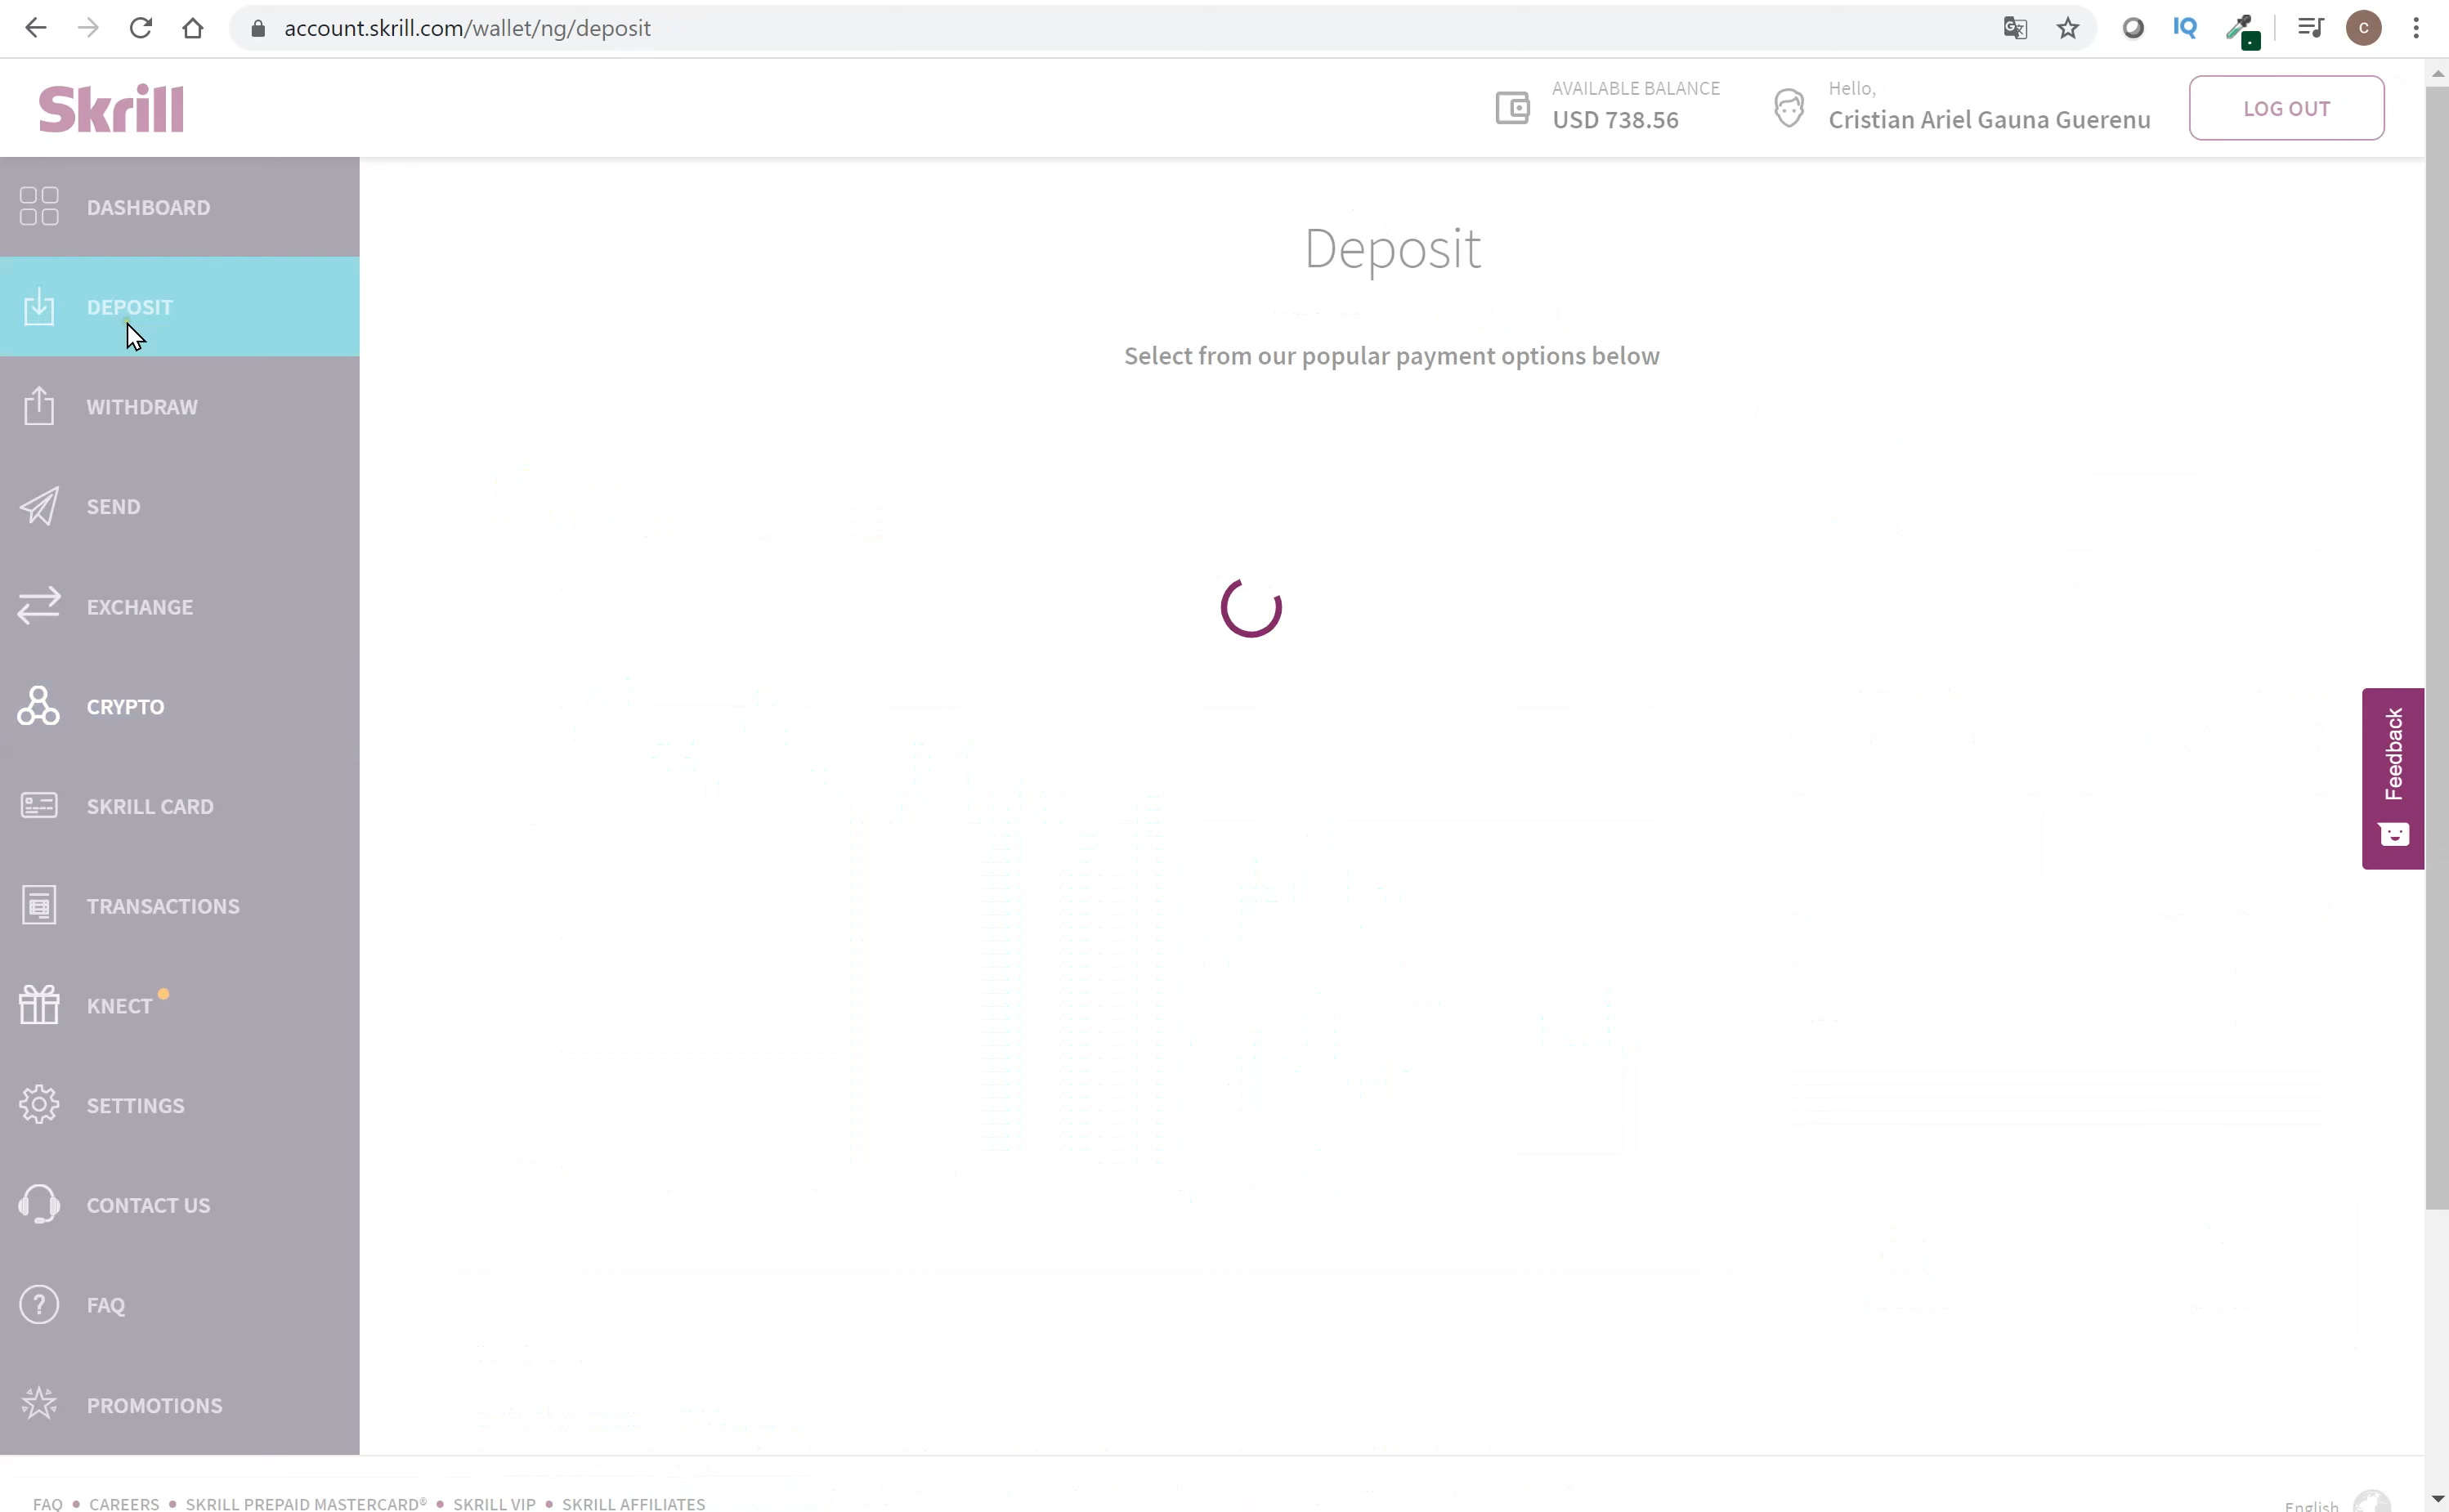 account.skrill.com/wallet/ng/deposit
IQ
C
Skrill
AVAILABLE BALANCE
USD 738.56
Hello,
Cristian Ariel Gauna Guerenu
LOG OUT
DASHBOARD
DEPOSIT
WITHDRAW
SEND
EXCHANGE
CRYPTO
SKRILL CARD
TRANSACTIONS
KNECT
SETTINGS
CONTACT US
FAQ
PROMOTIONS
Deposit
Select from our popular payment options below
Feedback
FAQ • CAREERS • SKRILL PREPAID MASTERCARD® • SKRILL VIP • SKRILL AFFILIATES
English